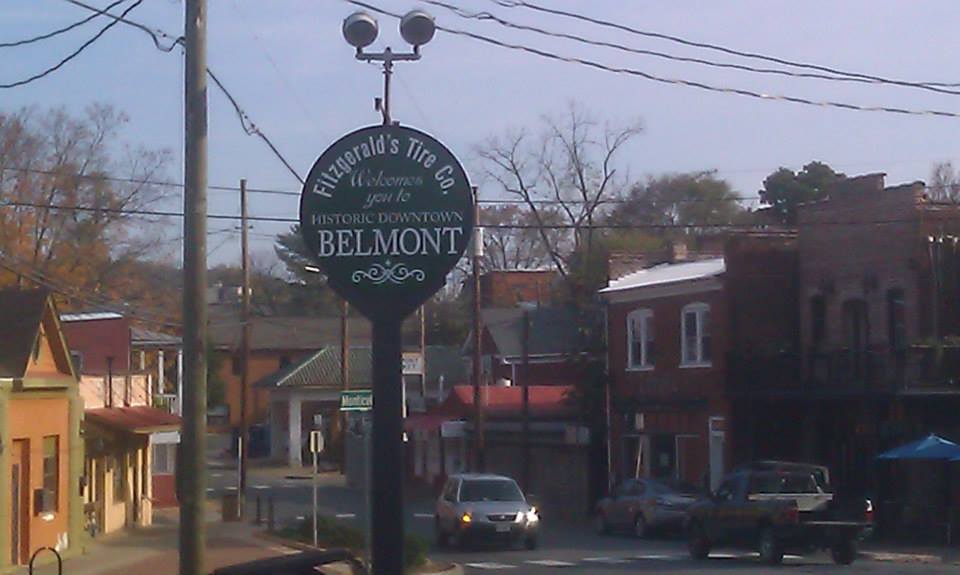 Fitzgerald's Tire Co.
Welcomes
you to
HISTORIC DOWNTOWN
BELMONT